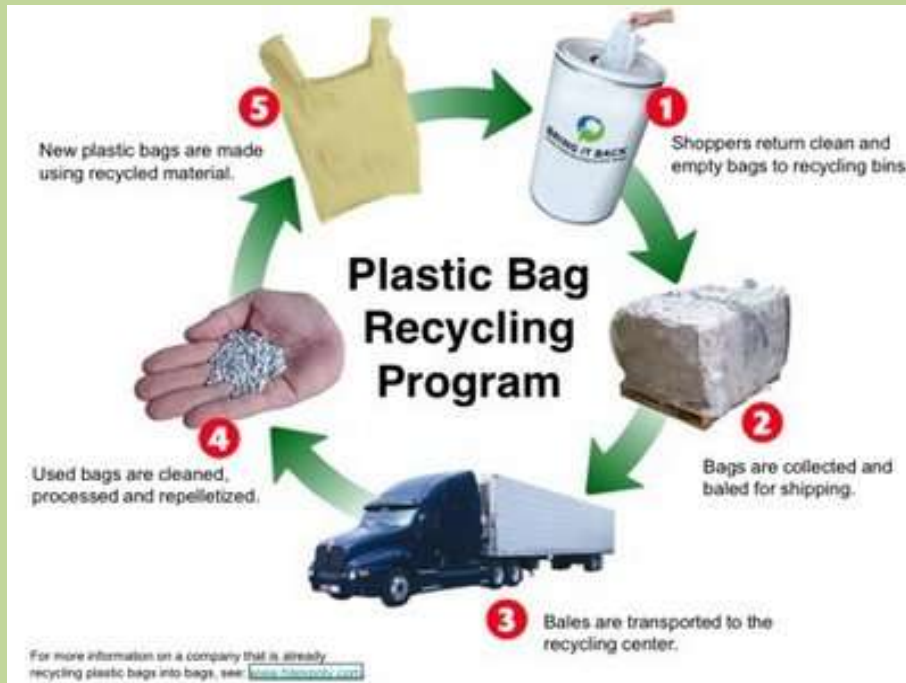 Plastic Bag
Recycling
Program
1
BRING IT BACK
Shoppers return clean and
empty bags to recycling bins
2
Bags are collected and
baled for shipping.
3
Bales are transported to the
recycling center.
4
Used bags are cleaned,
processed and repelletized.
5
New plastic bags are made
using recycled material.
For more information on a company that is already
recycling plastic bags into bags, see: